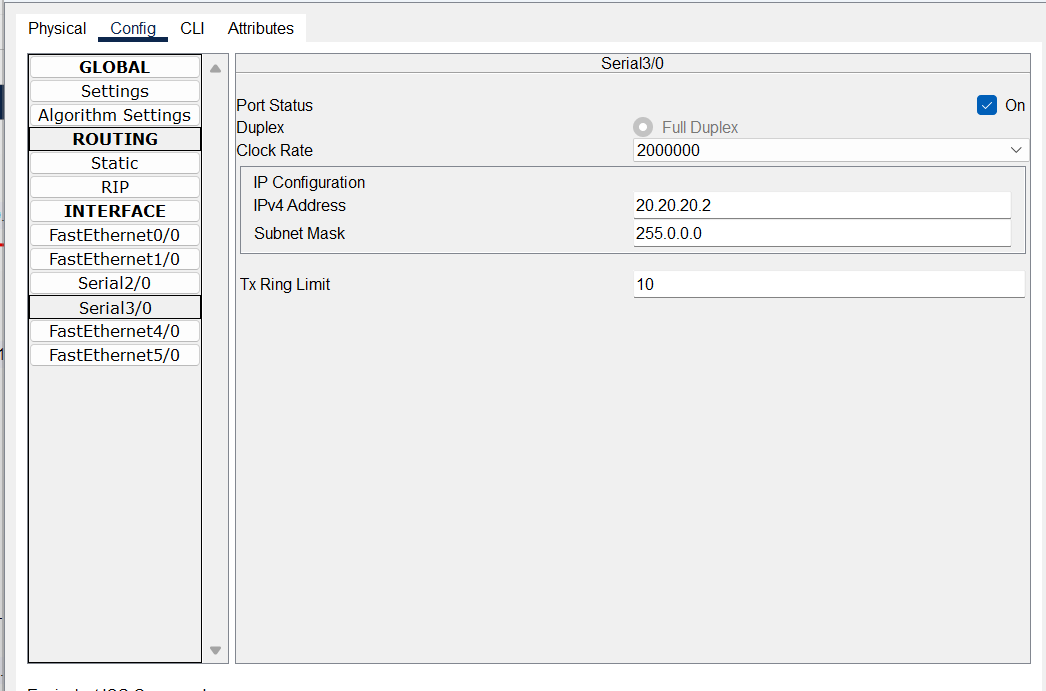 Physical Config CLI Attributes
GLOBAL
Settings
Algorithm Settings
ROUTING
Static
RIP
INTERFACE
FastEthernet0/0
FastEthernet1/0
Serial2/0
Serial3/0
FastEthernet4/0
FastEthernet5/0
Serial3/0
Port Status On
Duplex Full Duplex
Clock Rate 2000000
IP Configuration
IPv4 Address 20.20.20.2
Subnet Mask 255.0.0.0
Tx Ring Limit 10